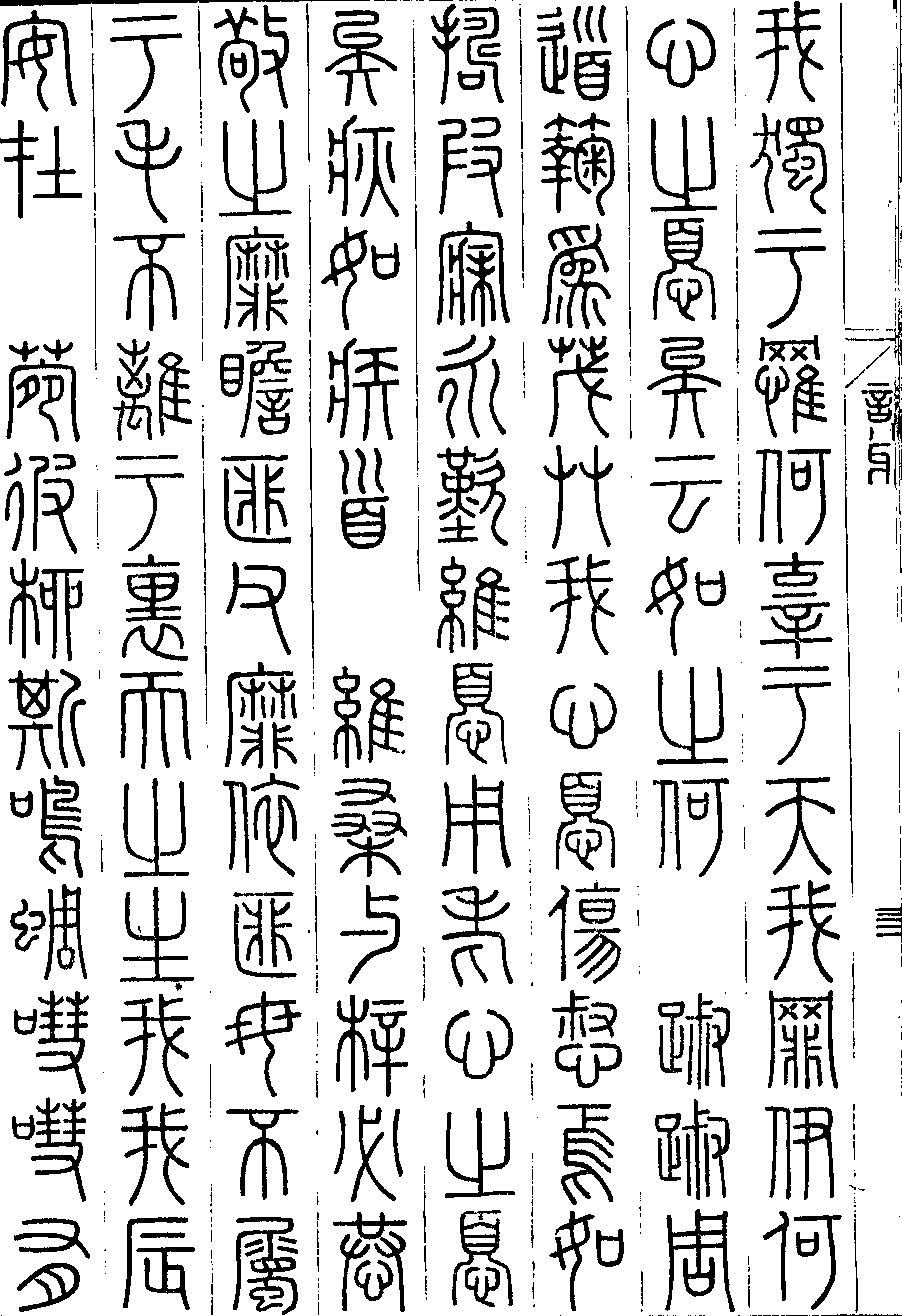 我獨于罹何辜于天我罪伊何
心之憂矣云如之何 踧踧周
道鞫為茂艸我心憂傷惄焉如
擣叚寐永嘆維憂用老心之憂
矣疢如疾首 維桑与梓必恭
敬止靡瞻匪父靡依匪母不屬
于毛不離于裏天之生我我辰
安在 菀彼柳斯鳴蜩嘒嘒有